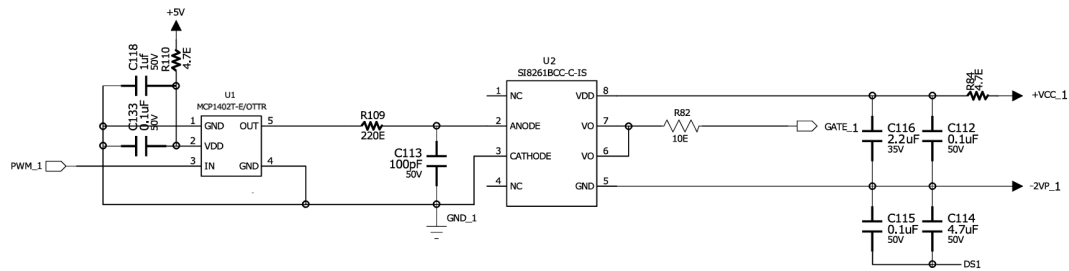 +5V
C118
1uf
50V
R110
4.7E
C133
0.1uF
50V
U1
MCP1402T-E/OTTR
1 GND OUT 5
2 VDD
3 IN GND 4
PWM_1
R109
220E
C113
100pF
50V
GND_1
U2
SI8261BCC-C-IS
1 NC VDD 8
2 ANODE VO 7
3 CATHODE VO 6
4 NC GND 5
R82
10E
GATE_1
R84
4.7E
+VCC_1
C116
2.2uF
35V
C112
0.1uF
50V
-2VP_1
C115
0.1uF
50V
C114
4.7uF
50V
DS1